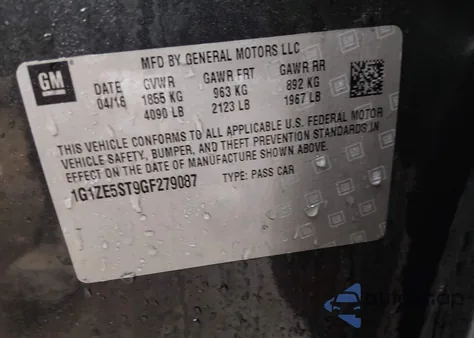 MFD BY GENERAL MOTORS LLC
GM
DATE GVWR GAWR FRT GAWR RR
04/16 1855 KG 963 KG 892 KG
4090 LB 2123 LB 1967 LB
THIS VEHICLE CONFORMS TO ALL APPLICABLE U.S. FEDERAL MOTOR
VEHICLE SAFETY, BUMPER, AND THEFT PREVENTION STANDARDS IN
EFFECT ON THE DATE OF MANUFACTURE SHOWN ABOVE.
1G1ZE5ST9GF279087 TYPE: PASS CAR